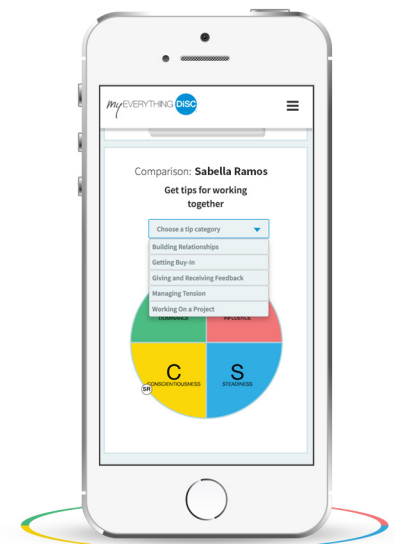 my EVERYTHING DiSC
Comparison: Sabella Ramos
Get tips for working
together
Choose a tip category
Building Relationships
Getting Buy-In
Giving and Receiving Feedback
Managing Tension
Working On a Project
DOMINANCE INFLUENCE
C S
CONSCIENTIOUSNESS STEADINESS
SR